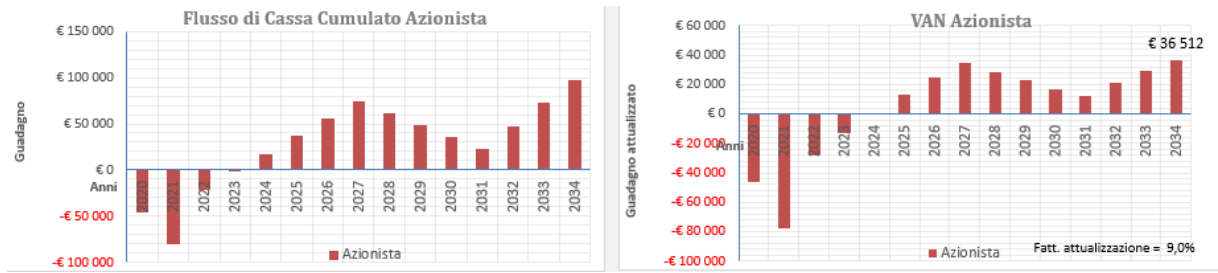 Flusso di Cassa Cumulato Azionista
€ 150 000
€ 100 000
€ 50 000
€ 0
-€ 50 000
-€ 100 000
Guadagno
Anni
2020
2021
2022
2023
2024
2025
2026
2027
2028
2029
2030
2031
2032
2033
2034
Azionista
VAN Azionista
€ 60 000
€ 40 000
€ 20 000
€ 0
-€ 20 000
-€ 40 000
-€ 60 000
-€ 80 000
-€ 100 000
Guadagno attualizzato
Anni
2020
2021
2022
2023
2024
2025
2026
2027
2028
2029
2030
2031
2032
2033
2034
€ 36 512
Azionista
Fatt. attualizzazione = 9,0%